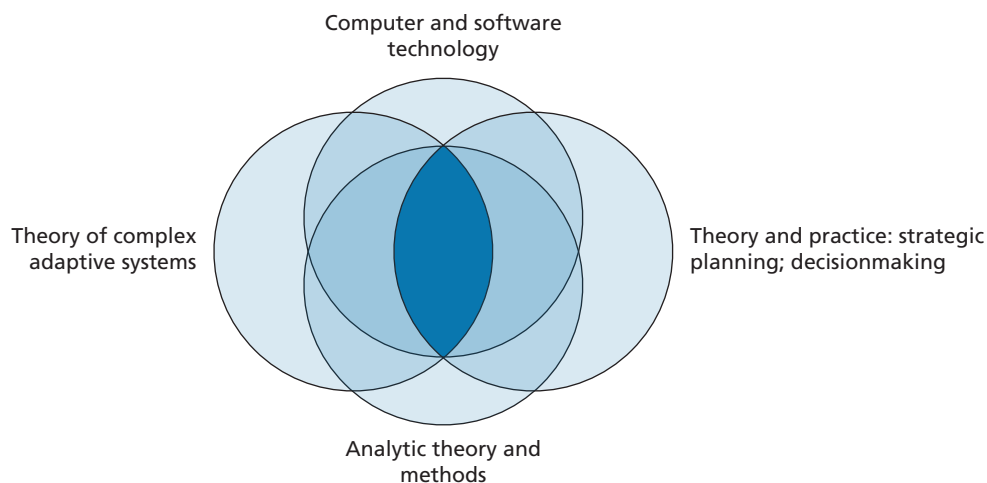 Computer and software
technology
Theory of complex
adaptive systems
Theory and practice: strategic
planning; decisionmaking
Analytic theory and
methods